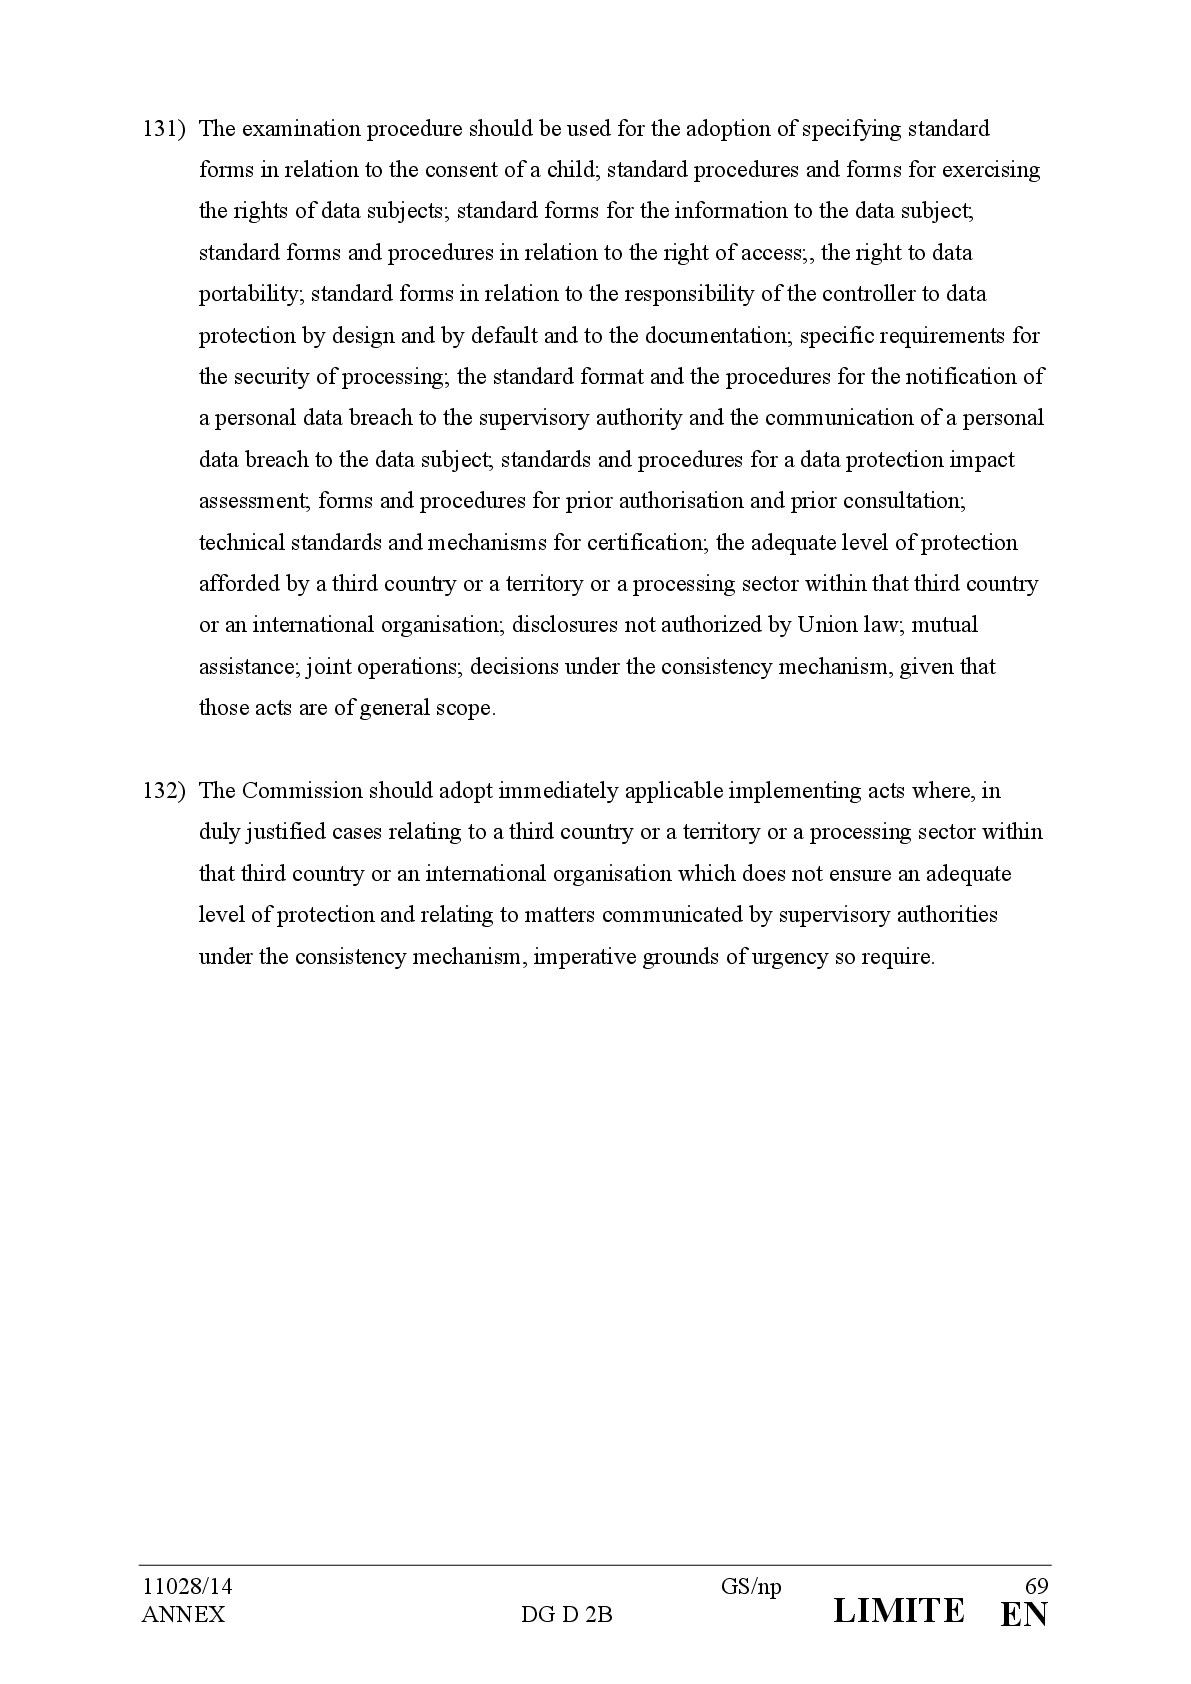 131) The examination procedure should be used for the adoption of specifying standard
forms in relation to the consent of a child; standard procedures and forms for exercising
the rights of data subjects; standard forms for the information to the data subject;
standard forms and procedures in relation to the right of access;, the right to data
portability; standard forms in relation to the responsibility of the controller to data
protection by design and by default and to the documentation; specific requirements for
the security of processing; the standard format and the procedures for the notification of
a personal data breach to the supervisory authority and the communication of a personal
data breach to the data subject; standards and procedures for a data protection impact
assessment; forms and procedures for prior authorisation and prior consultation;
technical standards and mechanisms for certification; the adequate level of protection
afforded by a third country or a territory or a processing sector within that third country
or an international organisation; disclosures not authorized by Union law; mutual
assistance; joint operations; decisions under the consistency mechanism, given that
those acts are of general scope.
132) The Commission should adopt immediately applicable implementing acts where, in
duly justified cases relating to a third country or a territory or a processing sector within
that third country or an international organisation which does not ensure an adequate
level of protection and relating to matters communicated by supervisory authorities
under the consistency mechanism, imperative grounds of urgency so require.
11028/14 GS/np 69
ANNEX DG D 2B LIMITE EN